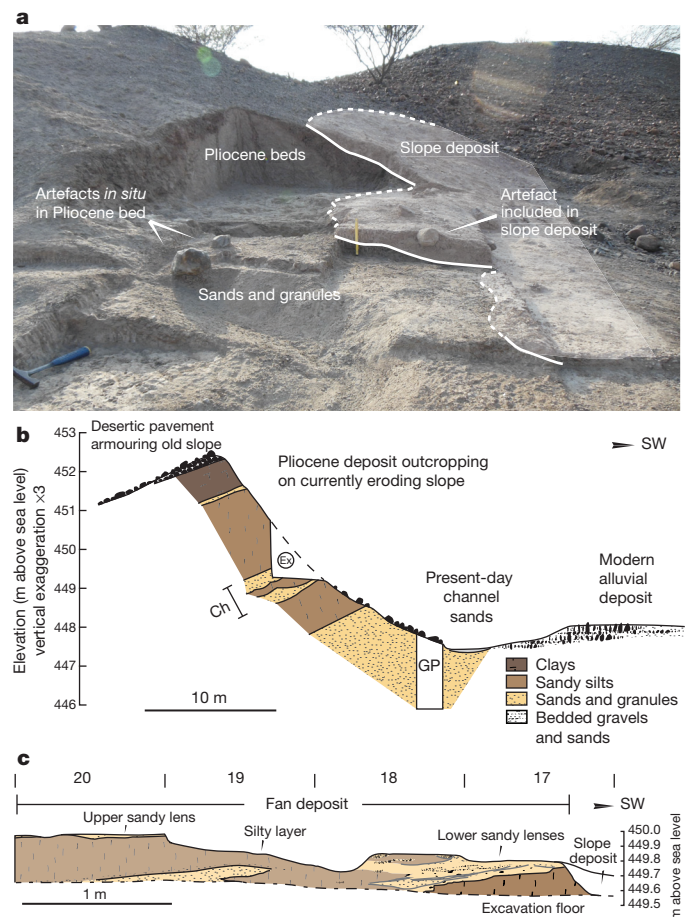 a
Pliocene beds
Slope deposit
Artefacts in situ
in Pliocene bed
Artefact
included in
slope deposit
Sands and granules
b
Desertic pavement
armouring old slope
SW
Pliocene deposit outcropping
on currently eroding slope
Elevation (m above sea level)
vertical exaggeration ×3
453
452
451
450
449
448
447
446
Ex
Ch
GP
10 m
Present-day
channel
sands
Modern
alluvial
deposit
Clays
Sandy silts
Sands and granules
Bedded gravels
and sands
c
20 19 18 17
Fan deposit
SW
Upper sandy lens
Silty layer
Lower sandy lenses
Slope
deposit
450.0
449.9
449.8
449.7
449.6
449.5
m above sea level
1 m
Excavation floor